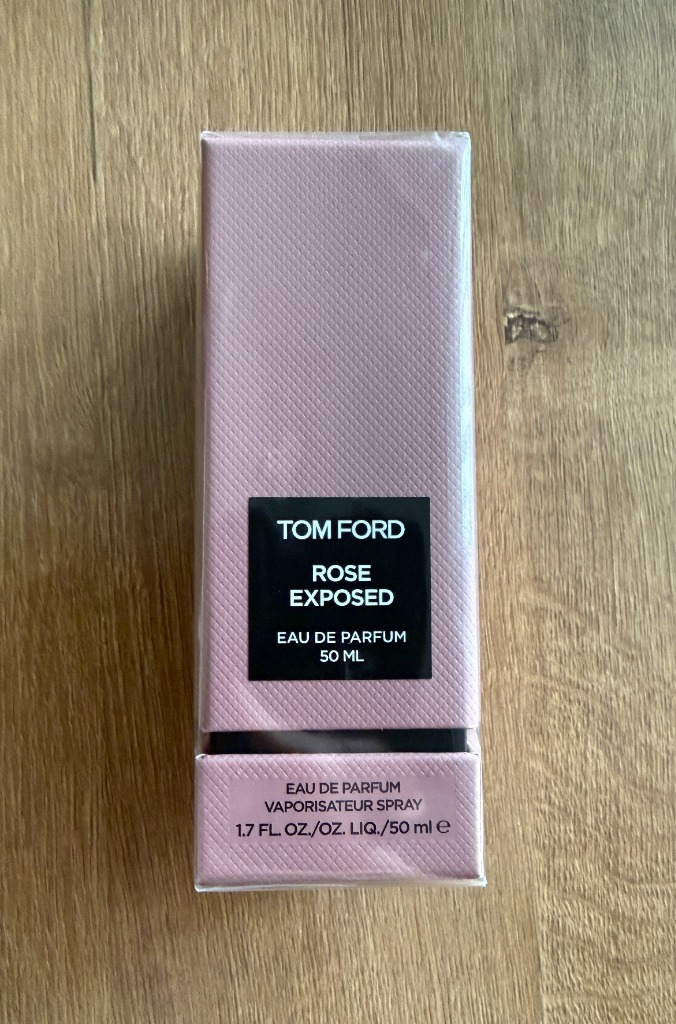 TOM FORD
ROSE
EXPOSED
EAU DE PARFUM
50 ML
EAU DE PARFUM
VAPORISATEUR SPRAY
1.7 FL. OZ./OZ. LIQ./50 ml ℮